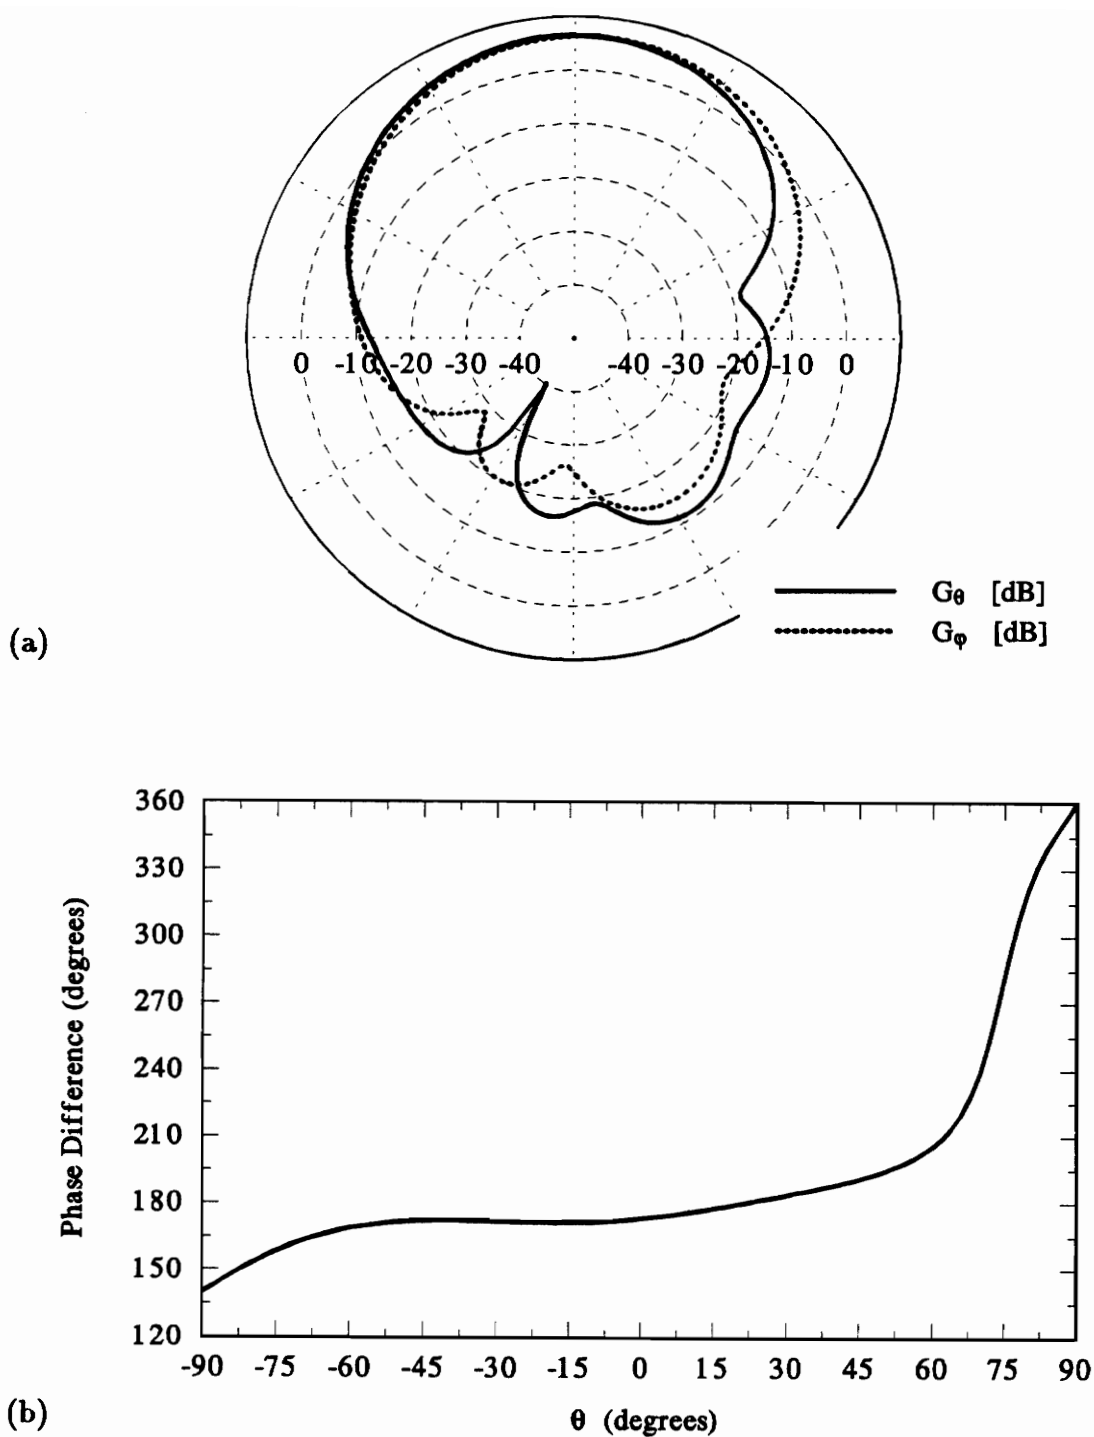 0 -10 -20 -30 -40 -40 -30 -20 -10 0
Gθ [dB]
Gφ [dB]
(a)
360
330
300
270
240
210
180
150
120
Phase Difference (degrees)
-90 -75 -60 -45 -30 -15 0 15 30 45 60 75 90
θ (degrees)
(b)